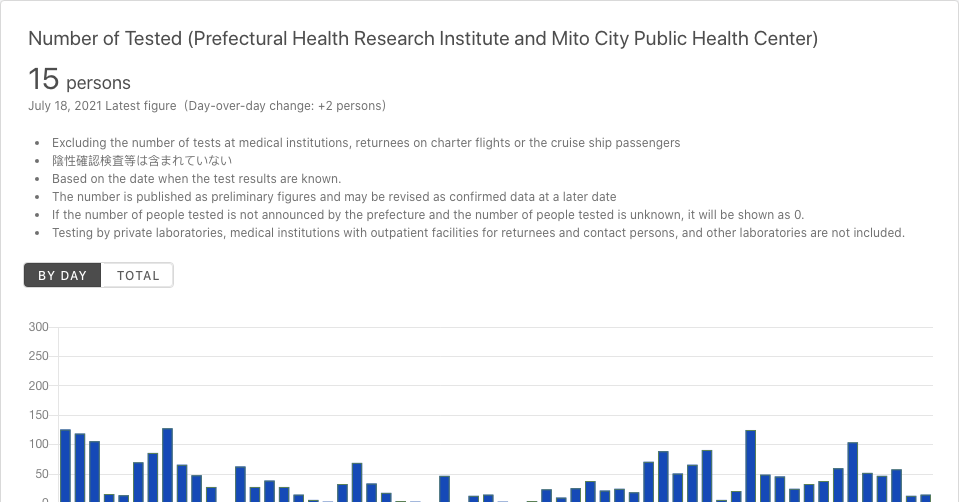 Number of Tested (Prefectural Health Research Institute and Mito City Public Health Center)
15 persons
July 18, 2021 Latest figure (Day-over-day change: +2 persons)
• Excluding the number of tests at medical institutions, returnees on charter flights or the cruise ship passengers
• 陰性確認検査等は含まれていない
• Based on the date when the test results are known.
• The number is published as preliminary figures and may be revised as confirmed data at a later date
• If the number of people tested is not announced by the prefecture and the number of people tested is unknown, it will be shown as 0.
• Testing by private laboratories, medical institutions with outpatient facilities for returnees and contact persons, and other laboratories are not included.
BY DAY TOTAL
300
250
200
150
100
50
0